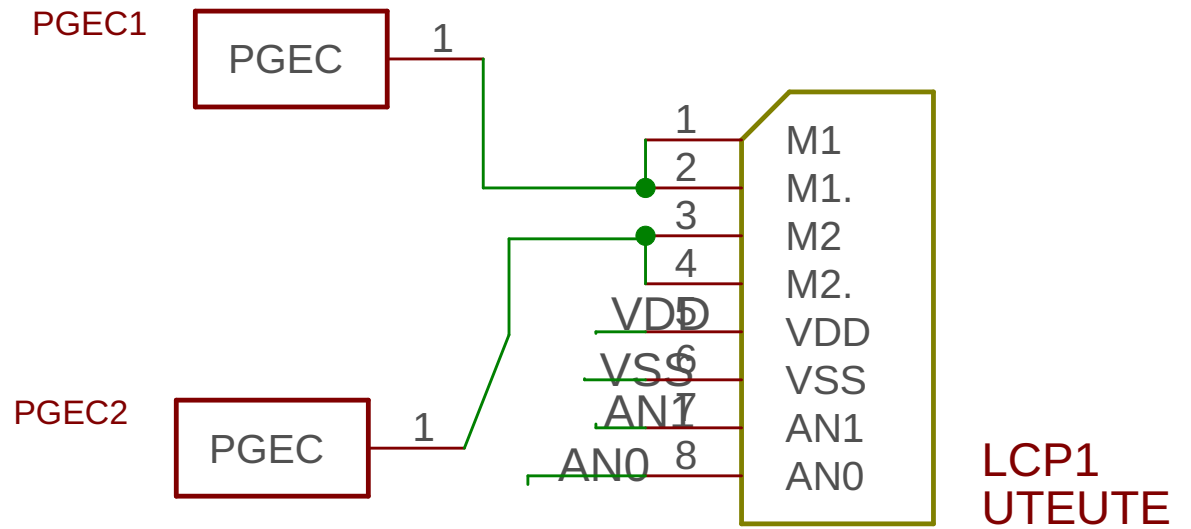 PGEC1
PGEC
1
1
M1
2
M1.
3
M2
4
M2.
VDD
5
VDD
VSS
6
VSS
AN1
7
AN1
AN0
8
AN0
PGEC2
PGEC
1
LCP1
UTEUTE